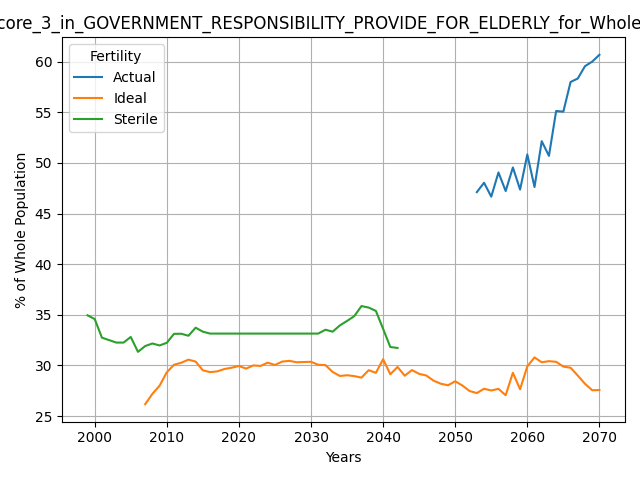 core_3_in_GOVERNMENT_RESPONSIBILITY_PROVIDE_FOR_ELDERLY_for_Whole
Fertility
Actual
Ideal
Sterile
% of Whole Population
60
55
50
45
40
35
30
25
2000 2010 2020 2030 2040 2050 2060 2070
Years